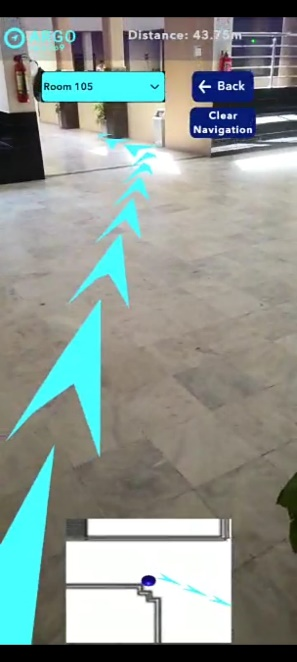 ARGO
Distance: 43.75m
Room 105
← Back
Clear
Navigation